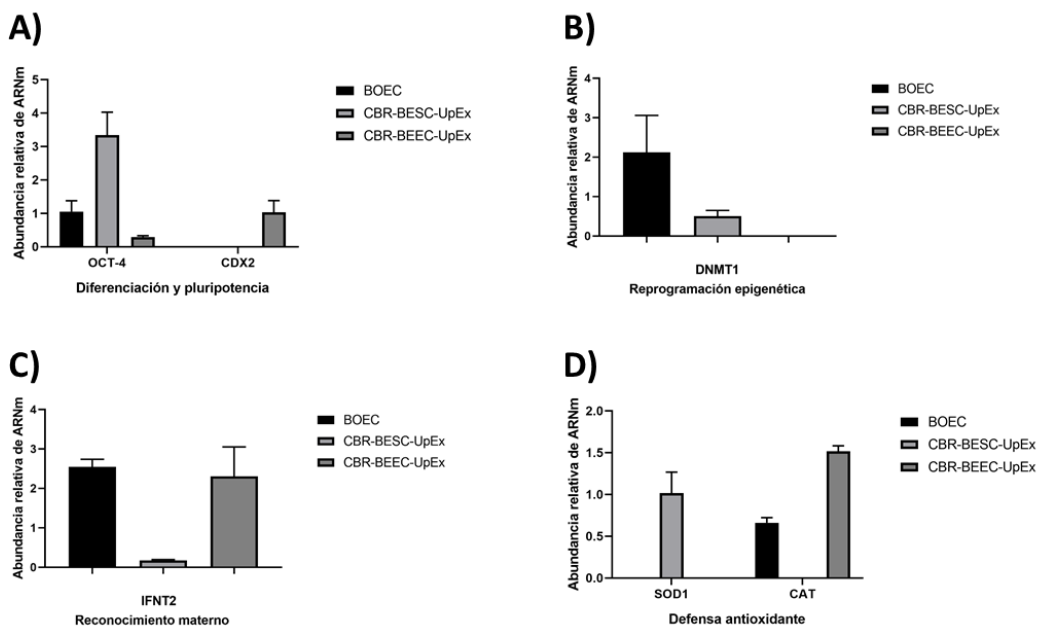 A)
Abundancia relativa de ARNm
5
4
3
2
1
0
OCT-4 CDX2
Diferenciación y pluripotencia
BOEC
CBR-BESC-UpEx
CBR-BEEC-UpEx
B)
Abundancia relativa de ARNm
4
3
2
1
0
DNMT1
Reprogramación epigenética
BOEC
CBR-BESC-UpEx
CBR-BEEC-UpEx
C)
Abundancia relativa de ARNm
4
3
2
1
0
IFNT2
Reconocimiento materno
BOEC
CBR-BESC-UpEx
CBR-BEEC-UpEx
D)
Abundancia relativa de ARNm
2.0
1.5
1.0
0.5
0.0
SOD1 CAT
Defensa antioxidante
BOEC
CBR-BESC-UpEx
CBR-BEEC-UpEx